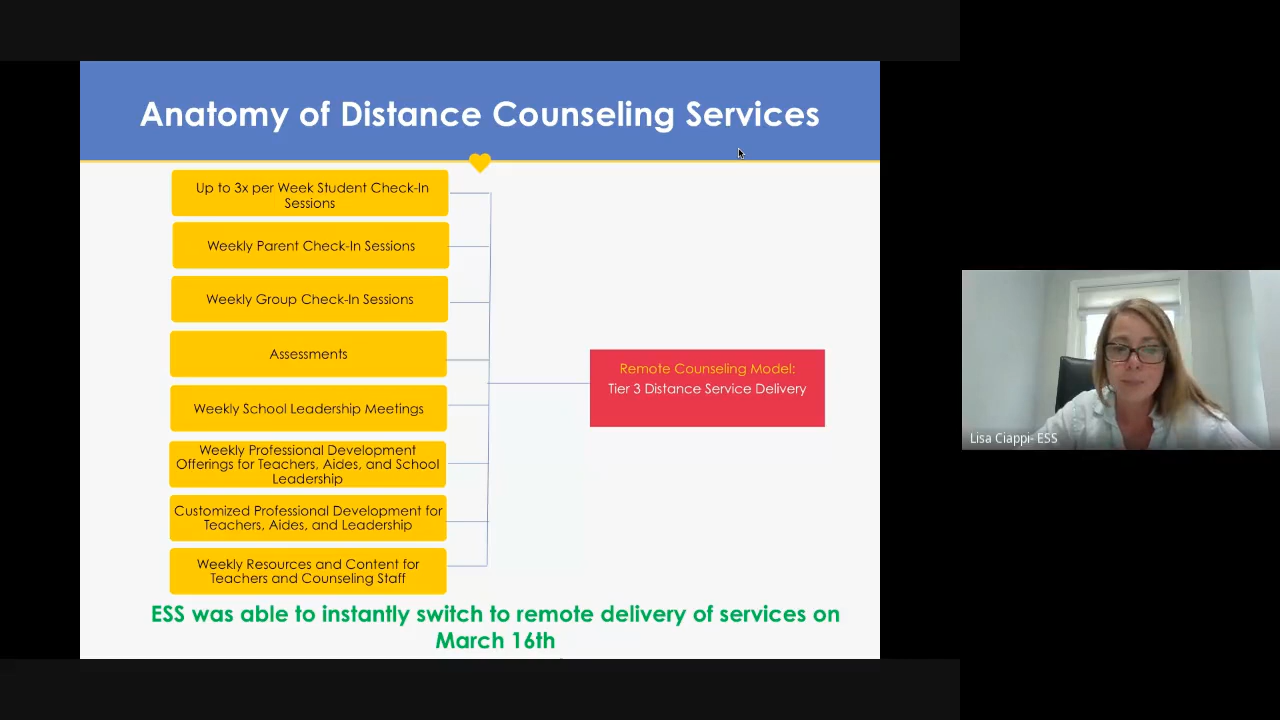 Anatomy of Distance Counseling Services
Up to 3x per Week Student Check-In
Sessions
Weekly Parent Check-In Sessions
Weekly Group Check-In Sessions
Assessments
Weekly School Leadership Meetings
Weekly Professional Development
Offerings for Teachers, Aides, and School
Leadership
Customized Professional Development for
Teachers, Aides, and Leadership
Weekly Resources and Content for
Teachers and Counseling Staff
Remote Counseling Model:
Tier 3 Distance Service Delivery
ESS was able to instantly switch to remote delivery of services on
March 16th
Lisa Ciappi- ESS